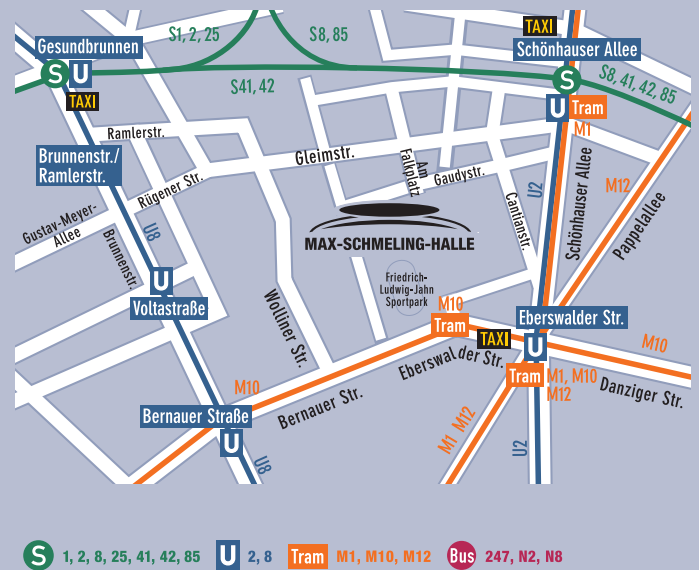 TAXI
S1, 2, 25
S8, 85
Gesundbrunnen
Schönhauser Allee
S
U
S
S8, 41, 42, 85
S41, 42
TAXI
U
Tram
M1
Ramlerstr.
Brunnenstr./
Ramlerstr.
Gleimstr.
Am
Falkplatz
Gaudystr.
Rügener Str.
U2
Schönhauser Allee
M12
Pappelallee
Cantianstr.
Gustav-Meyer-
Allee
Brunnenstr.
U8
MAX-SCHMELING-HALLE
U
Voltastraße
Wolliner Str.
Friedrich-
Ludwig-Jahn
Sportpark
M10
Tram
Eberswalder Str.
TAXI
U
M10
Eberswalder Str.
Tram
M1, M10
M12
Danziger Str.
M10
Bernauer Str.
Bernauer Straße
U
U8
M1 M12
U2
S 1, 2, 8, 25, 41, 42, 85 U 2, 8 Tram M1, M10, M12 Bus 247, N2, N8